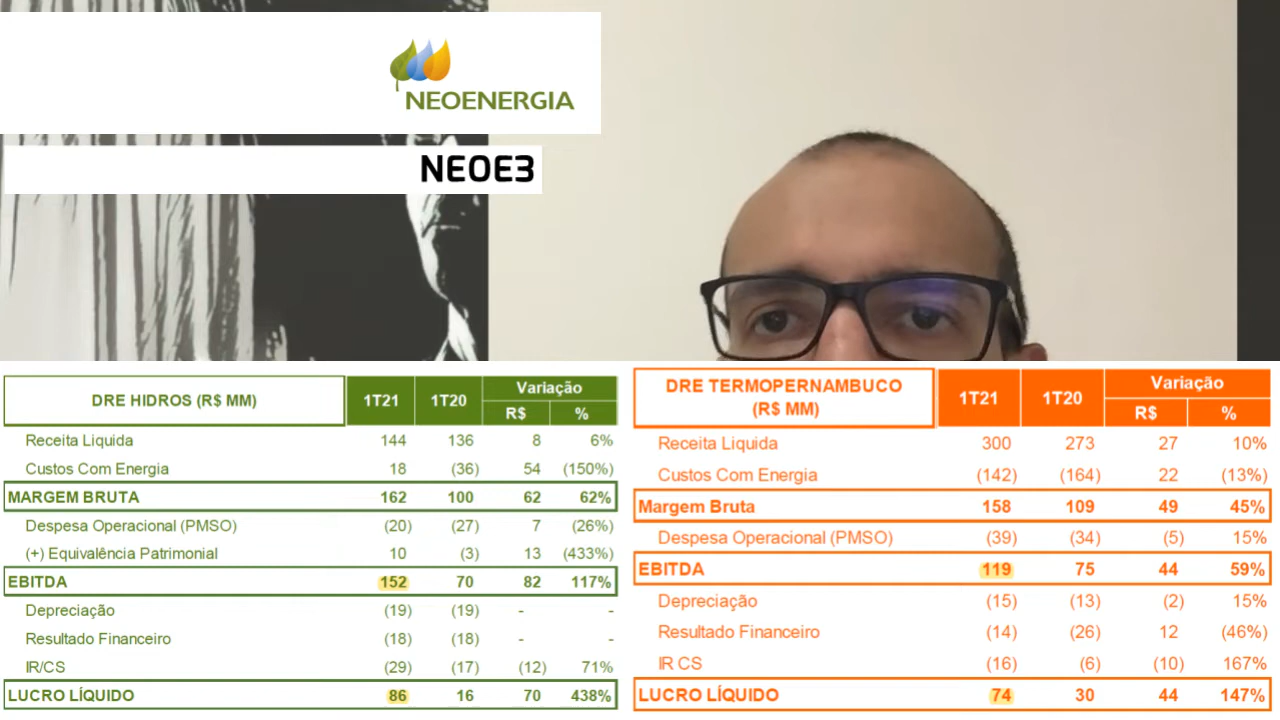 NEOENERGIA
NEOE3
DRE HIDROS (R$ MM) 1T21 1T20 Variação
R$ %
Receita Liquida 144 136 8 6%
Custos Com Energia 18 (36) 54 (150%)
MARGEM BRUTA 162 100 62 62%
Despesa Operacional (PMSO) (20) (27) 7 (26%)
(+) Equivalência Patrimonial 10 (3) 13 (433%)
EBITDA 152 70 82 117%
Depreciação (19) (19) - -
Resultado Financeiro (18) (18) - -
IR/CS (29) (17) (12) 71%
LUCRO LÍQUIDO 86 16 70 438%
DRE TERMOPERNAMBUCO
(R$ MM) 1T21 1T20 Variação
R$ %
Receita Liquida 300 273 27 10%
Custos Com Energia (142) (164) 22 (13%)
Margem Bruta 158 109 49 45%
Despesa Operacional (PMSO) (39) (34) (5) 15%
EBITDA 119 75 44 59%
Depreciação (15) (13) (2) 15%
Resultado Financeiro (14) (26) 12 (46%)
IR CS (16) (6) (10) 167%
LUCRO LÍQUIDO 74 30 44 147%